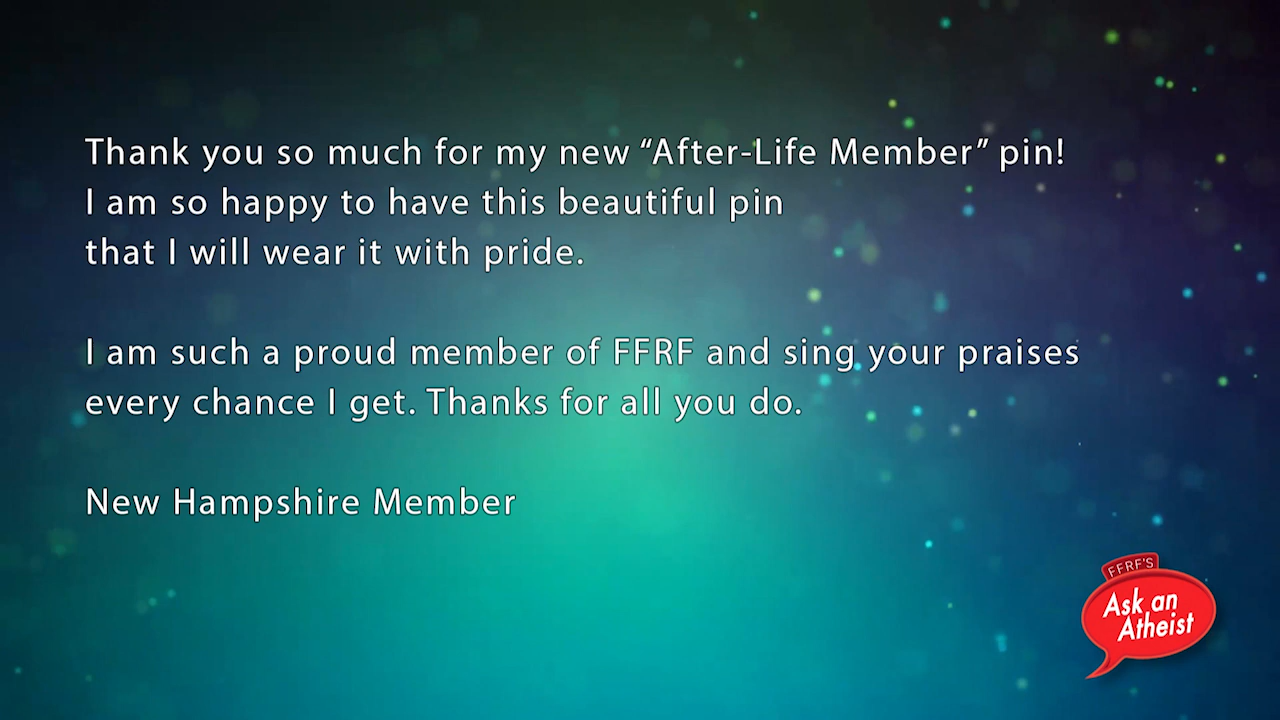 Thank you so much for my new “After-Life Member” pin!
I am so happy to have this beautiful pin
that I will wear it with pride.
I am such a proud member of FFRF and sing your praises
every chance I get. Thanks for all you do.
New Hampshire Member
FFRF'S
Ask an
Atheist